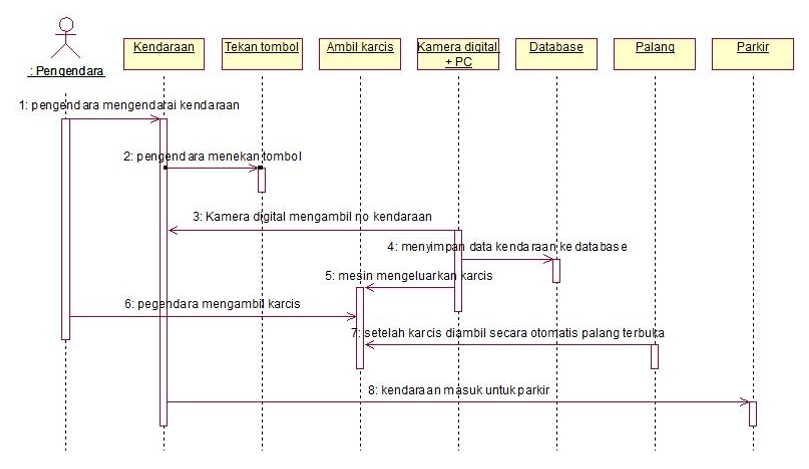 : Pengendara
Kendaraan
Tekan tombol
Ambil karcis
Kamera digital
+ PC
Database
Palang
Parkir
1: pengendara mengendarai kendaraan
2: pengendara menekan tombol
3: Kamera digital mengambil no kendaraan
4: menyimpan data kendaraan ke database
5: mesin mengeluarkan karcis
6: pegendara mengambil karcis
7: setelah karcis diambil secara otomatis palang terbuka
8: kendaraan masuk untuk parkir